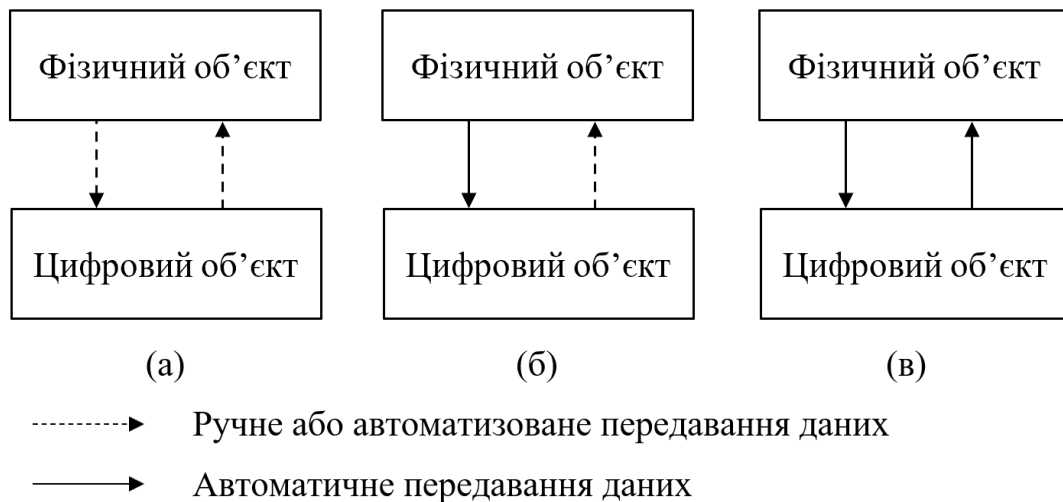 Фізичний об’єкт Фізичний об’єкт Фізичний об’єкт
Цифровий об’єкт Цифровий об’єкт Цифровий об’єкт
(а) (б) (в)
Ручне або автоматизоване передавання даних
Автоматичне передавання даних